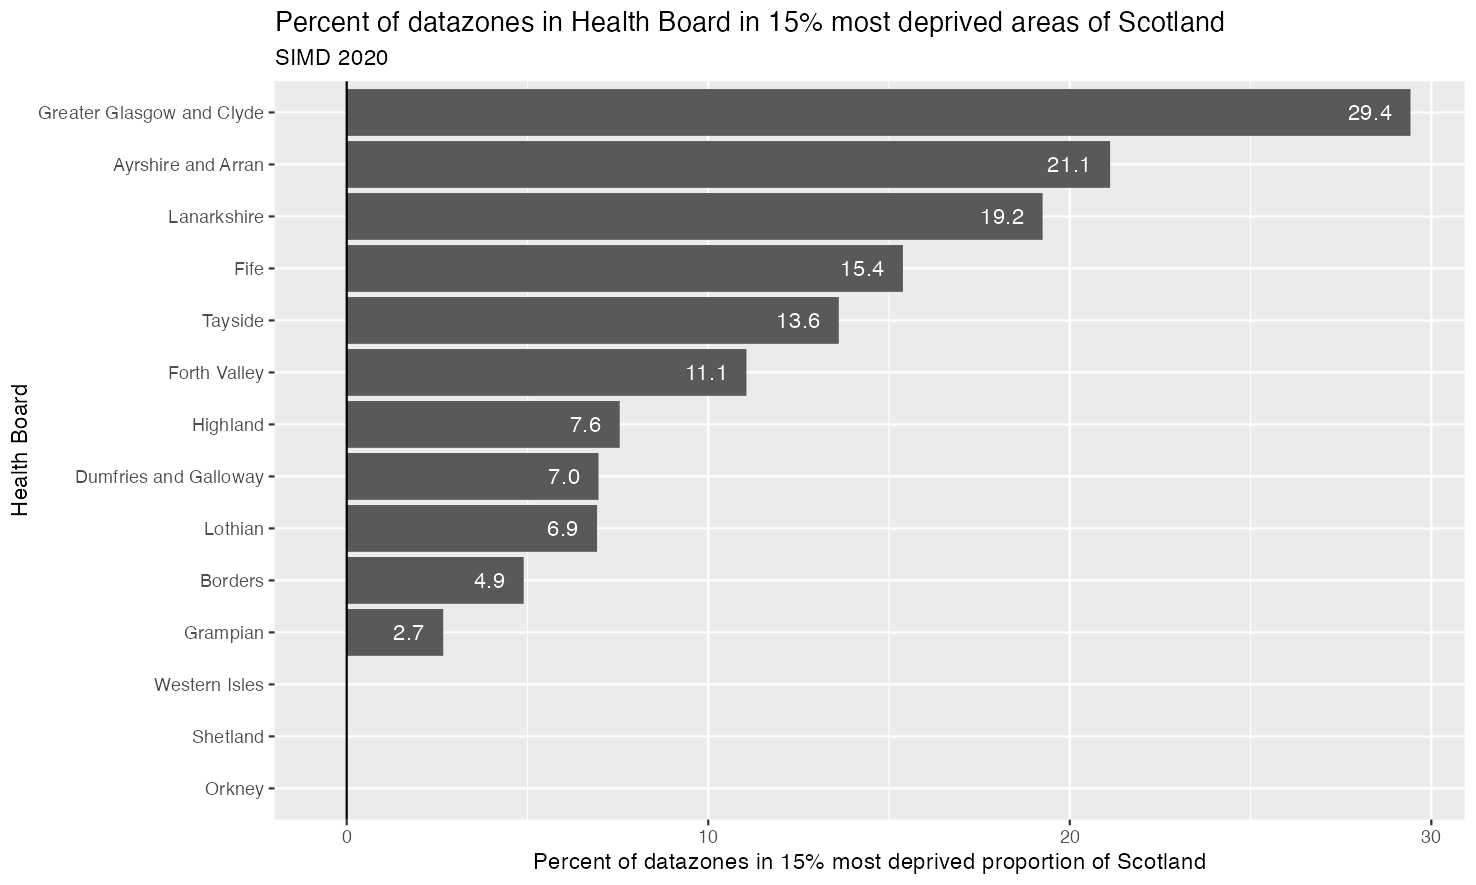 Percent of datazones in Health Board in 15% most deprived areas of Scotland
SIMD 2020
Health Board
Greater Glasgow and Clyde 29.4
Ayrshire and Arran 21.1
Lanarkshire 19.2
Fife 15.4
Tayside 13.6
Forth Valley 11.1
Highland 7.6
Dumfries and Galloway 7.0
Lothian 6.9
Borders 4.9
Grampian 2.7
Western Isles
Shetland
Orkney
0 10 20 30
Percent of datazones in 15% most deprived proportion of Scotland